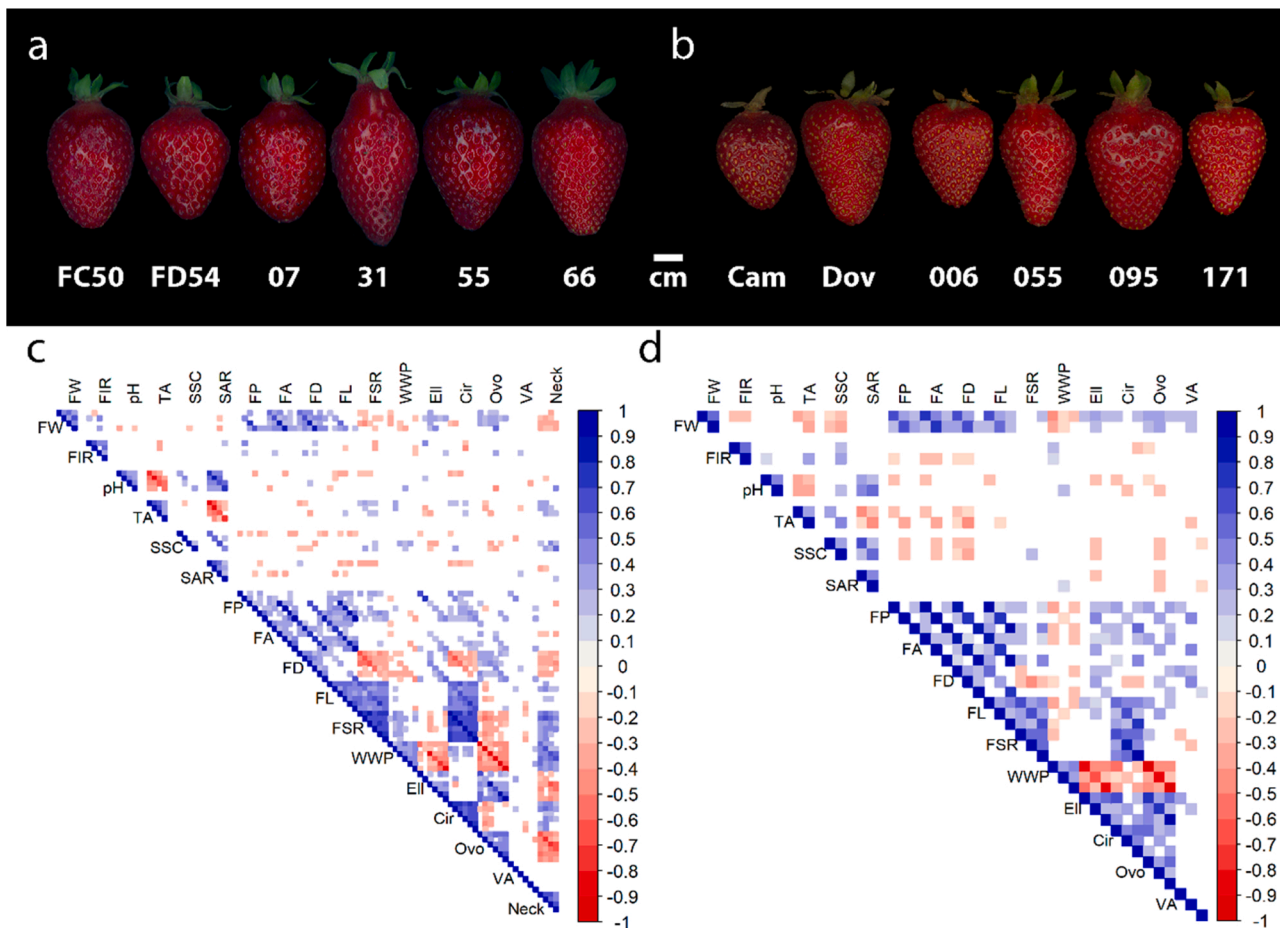 a
b
FC50 FD54 07 31 55 66 cm Cam Dov 006 055 095 171
c
FW FIR pH TA SSC SAR FP FA FD FL FSR WWP Ell Cir Ovo VA Neck
FW
FIR
pH
TA
SSC
SAR
FP
FA
FD
FL
FSR
WWP
Ell
Cir
Ovo
VA
Neck
1
0.9
0.8
0.7
0.6
0.5
0.4
0.3
0.2
0.1
0
-0.1
-0.2
-0.3
-0.4
-0.5
-0.6
-0.7
-0.8
-0.9
-1
d
FW FIR pH TA SSC SAR FP FA FD FL FSR WWP Ell Cir Ovo VA
FW
FIR
pH
TA
SSC
SAR
FP
FA
FD
FL
FSR
WWP
Ell
Cir
Ovo
VA
1
0.9
0.8
0.7
0.6
0.5
0.4
0.3
0.2
0.1
0
-0.1
-0.2
-0.3
-0.4
-0.5
-0.6
-0.7
-0.8
-0.9
-1